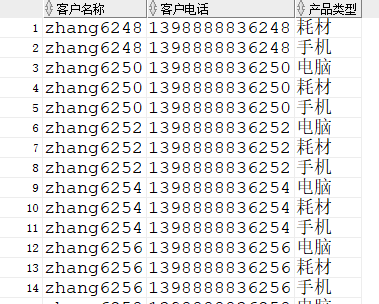 客户名称 客户电话 产品类型
1 zhang6248 1398888836248 耗材
2 zhang6248 1398888836248 手机
3 zhang6250 1398888836250 电脑
4 zhang6250 1398888836250 耗材
5 zhang6250 1398888836250 手机
6 zhang6252 1398888836252 电脑
7 zhang6252 1398888836252 耗材
8 zhang6252 1398888836252 手机
9 zhang6254 1398888836254 电脑
10 zhang6254 1398888836254 耗材
11 zhang6254 1398888836254 手机
12 zhang6256 1398888836256 电脑
13 zhang6256 1398888836256 耗材
14 zhang6256 1398888836256 手机